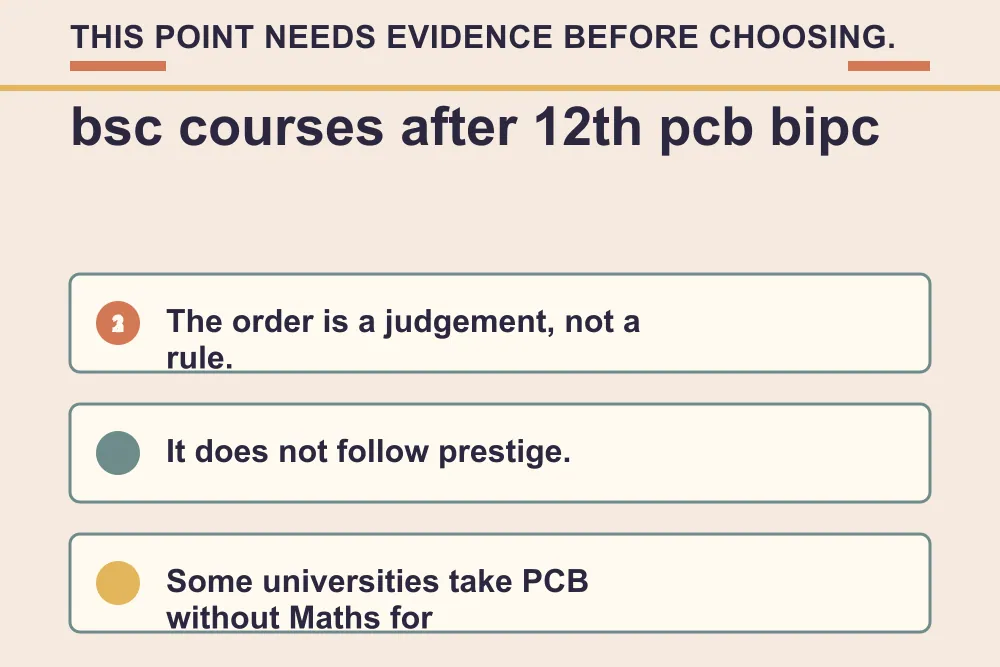 THIS POINT NEEDS EVIDENCE BEFORE CHOOSING.
bsc courses after 12th pcb bipc
The order is a judgement, not a
rule.
It does not follow prestige.
Some universities take PCB
without Maths for